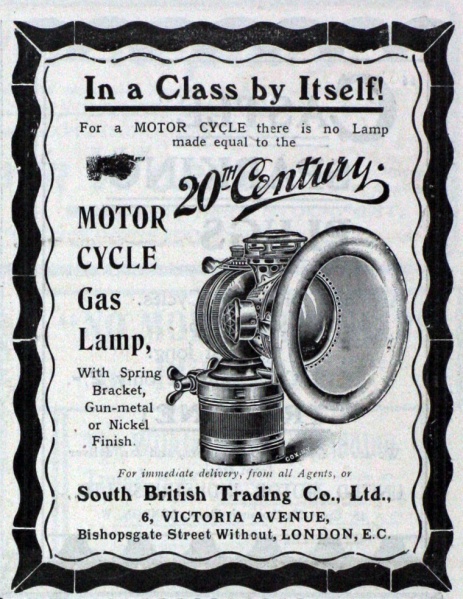 In a Class by Itself!
For a MOTOR CYCLE there is no Lamp
made equal to the
20TH Century.
MOTOR
CYCLE
Gas
Lamp,
With Spring
Bracket,
Gun-metal
or Nickel
Finish.
For immediate delivery, from all Agents, or
South British Trading Co., Ltd.,
6, VICTORIA AVENUE,
Bishopsgate Street Without, LONDON, E.C.